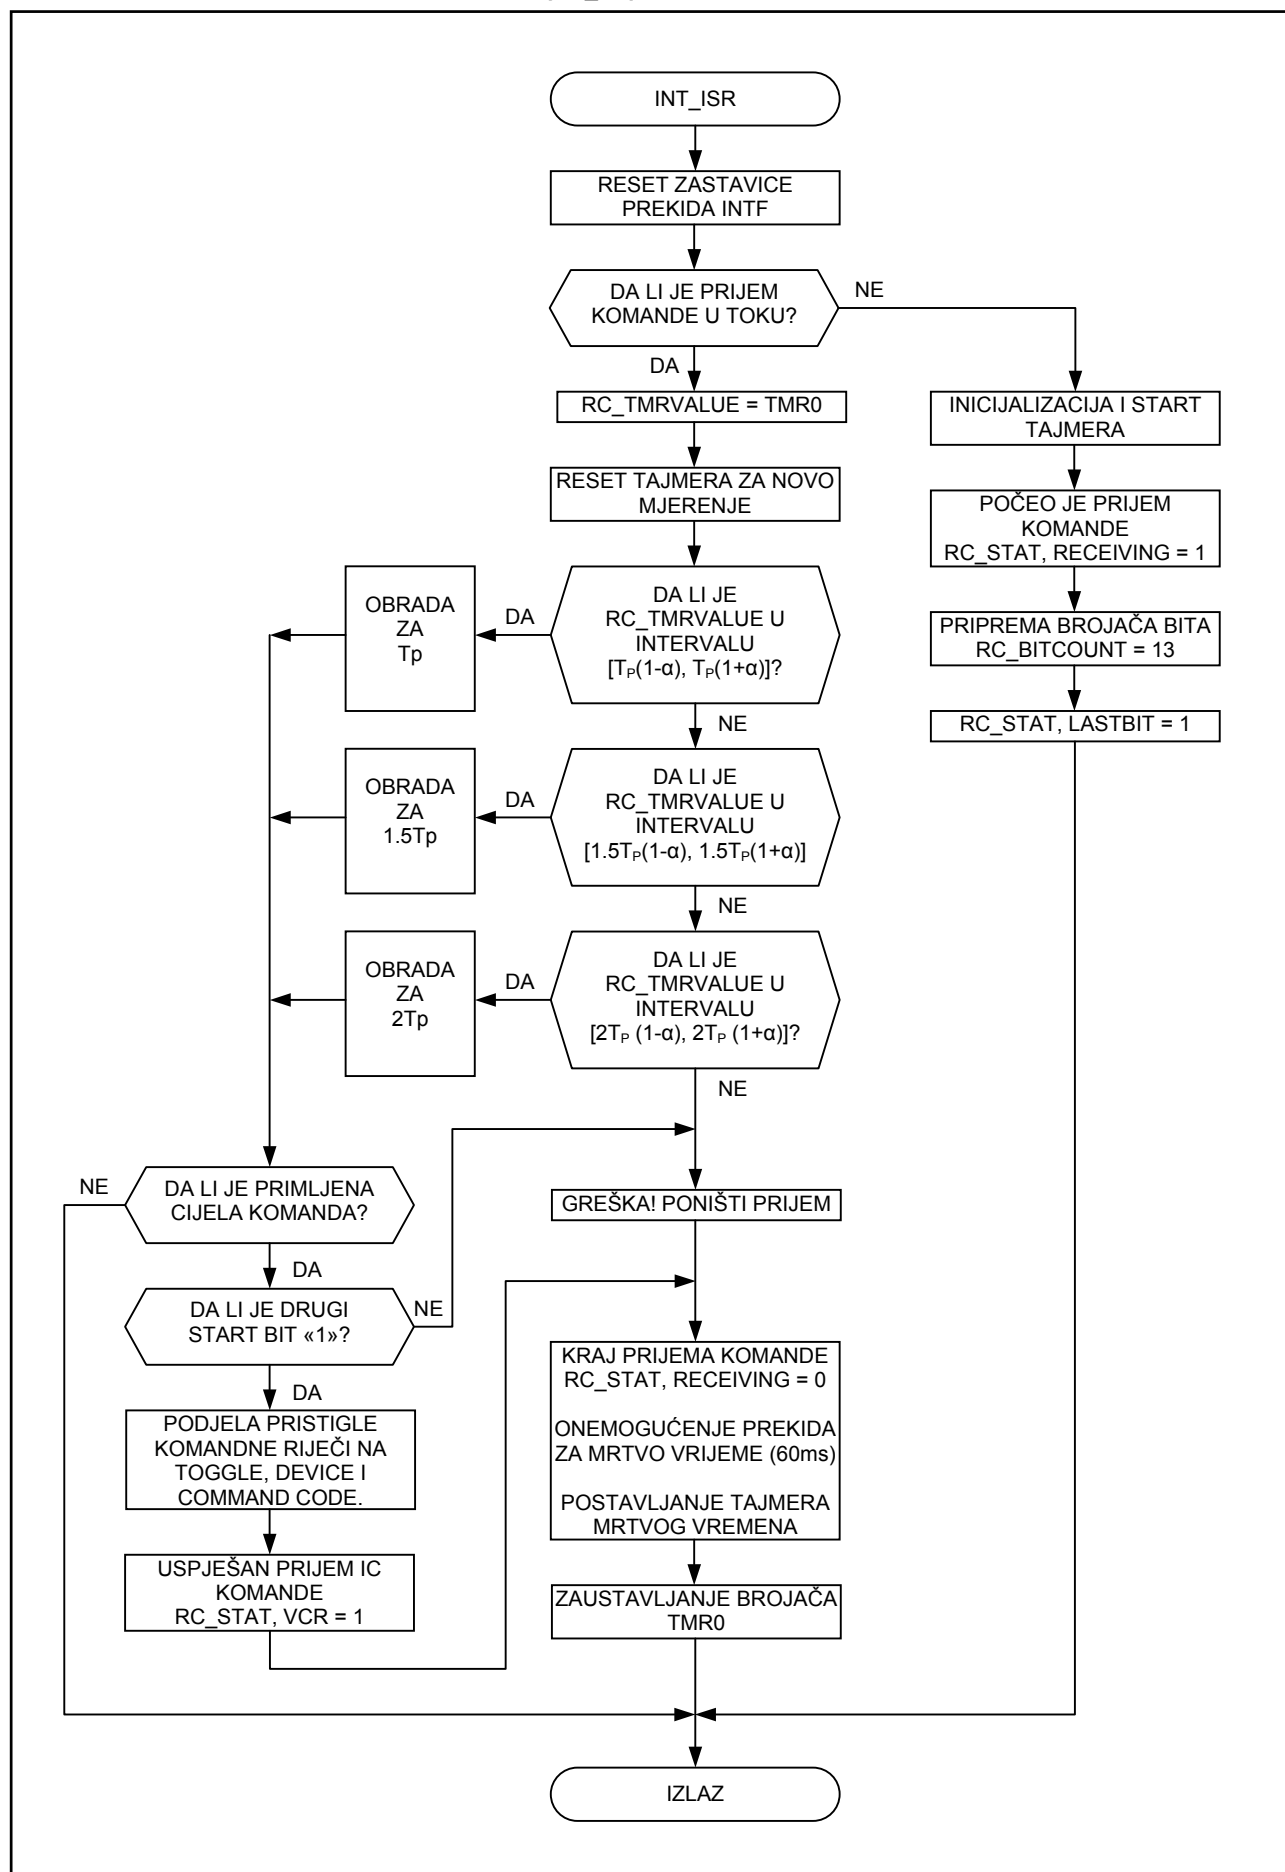 INT_ISR
RESET ZASTAVICE
PREKIDA INTF
DA LI JE PRIJEM
KOMANDE U TOKU?
NE
DA
RC_TMRVALUE = TMR0
INICIJALIZACIJA I START
TAJMERA
RESET TAJMERA ZA NOVO
MJERENJE
POČEO JE PRIJEM
KOMANDE
RC_STAT, RECEIVING = 1
OBRADA
ZA
Tp
DA
DA LI JE
RC_TMRVALUE U
INTERVALU
[TP(1-α), TP(1+α)]?
PRIPREMA BROJAČA BITA
RC_BITCOUNT = 13
NE
RC_STAT, LASTBIT = 1
OBRADA
ZA
1.5Tp
DA
DA LI JE
RC_TMRVALUE U
INTERVALU
[1.5TP(1-α), 1.5TP(1+α)]
NE
OBRADA
ZA
2Tp
DA
DA LI JE
RC_TMRVALUE U
INTERVALU
[2TP (1-α), 2TP (1+α)]?
NE
NE
DA LI JE PRIMLJENA
CIJELA KOMANDA?
GREŠKA! PONIŠTI PRIJEM
DA
DA LI JE DRUGI
START BIT «1»?
NE
DA
KRAJ PRIJEMA KOMANDE
RC_STAT, RECEIVING = 0
ONEMOGUĆENJE PREKIDA
ZA MRTVO VRIJEME (60ms)
POSTAVLJANJE TAJMERA
MRTVOG VREMENA
PODJELA PRISTIGLE
KOMANDNE RIJEČI NA
TOGGLE, DEVICE I
COMMAND CODE.
USPJEŠAN PRIJEM IC
KOMANDE
RC_STAT, VCR = 1
ZAUSTAVLJANJE BROJAČA
TMR0
IZLAZ